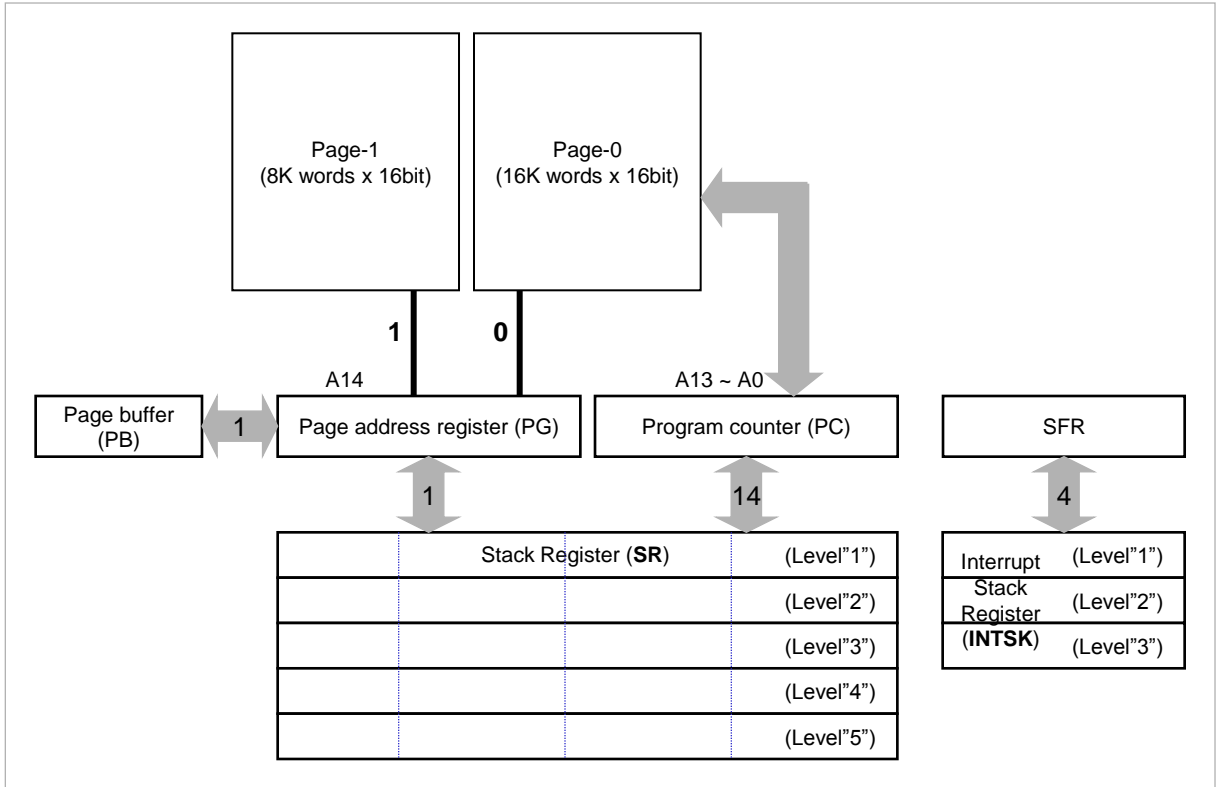 Page-1
(8K words x 16bit)
Page-0
(16K words x 16bit)
1
0
A14
A13 ~ A0
Page buffer
(PB)
1
Page address register (PG)
Program counter (PC)
SFR
1
14
4
Stack Register (SR)
(Level"1")
(Level"2")
(Level"3")
(Level"4")
(Level"5")
Interrupt
Stack
Register
(INTSK)
(Level"1")
(Level"2")
(Level"3")